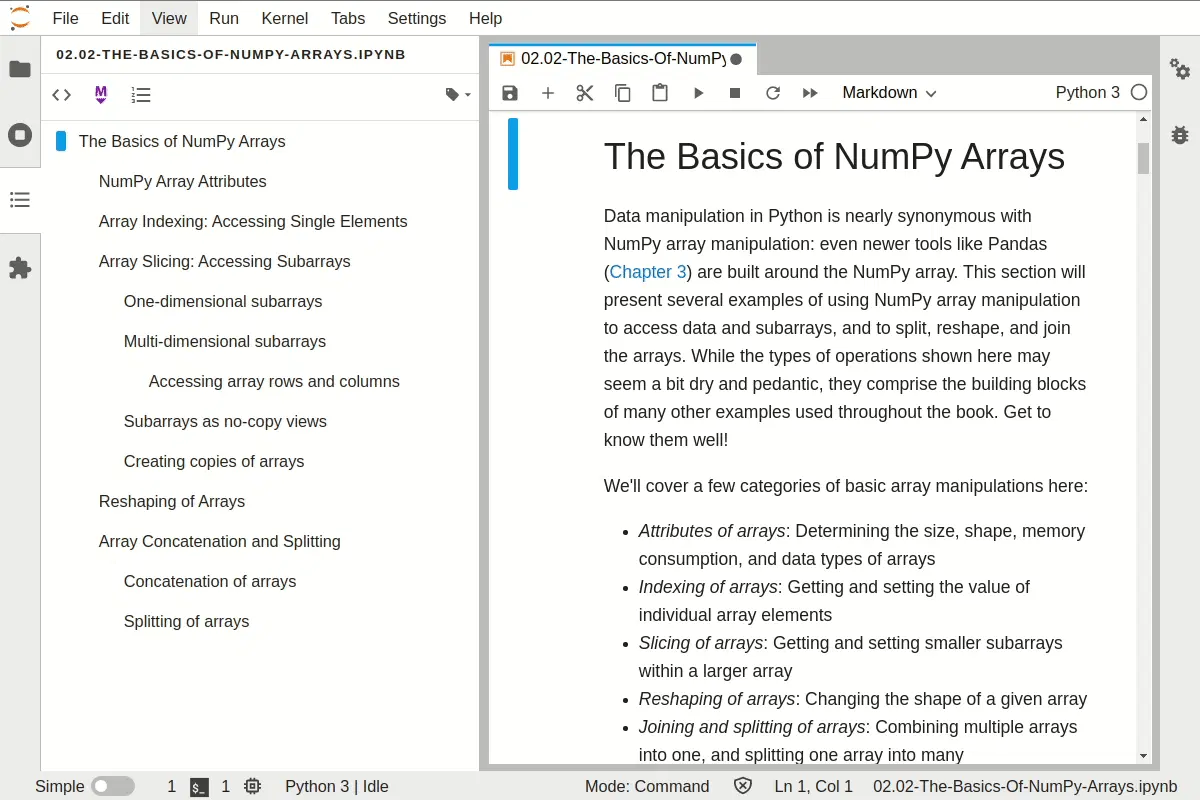 File Edit View Run Kernel Tabs Settings Help
02.02-THE-BASICS-OF-NUMPY-ARRAYS.IPYNB
The Basics of NumPy Arrays
NumPy Array Attributes
Array Indexing: Accessing Single Elements
Array Slicing: Accessing Subarrays
One-dimensional subarrays
Multi-dimensional subarrays
Accessing array rows and columns
Subarrays as no-copy views
Creating copies of arrays
Reshaping of Arrays
Array Concatenation and Splitting
Concatenation of arrays
Splitting of arrays
02.02-The-Basics-Of-NumPy
Markdown
Python 3
The Basics of NumPy Arrays
Data manipulation in Python is nearly synonymous with
NumPy array manipulation: even newer tools like Pandas
(Chapter 3) are built around the NumPy array. This section will
present several examples of using NumPy array manipulation
to access data and subarrays, and to split, reshape, and join
the arrays. While the types of operations shown here may
seem a bit dry and pedantic, they comprise the building blocks
of many other examples used throughout the book. Get to
know them well!
We'll cover a few categories of basic array manipulations here:
• Attributes of arrays: Determining the size, shape, memory
consumption, and data types of arrays
• Indexing of arrays: Getting and setting the value of
individual array elements
• Slicing of arrays: Getting and setting smaller subarrays
within a larger array
• Reshaping of arrays: Changing the shape of a given array
• Joining and splitting of arrays: Combining multiple arrays
into one, and splitting one array into many
Simple 1 $_ 1 Python 3 | Idle Mode: Command Ln 1, Col 1 02.02-The-Basics-Of-NumPy-Arrays.ipynb